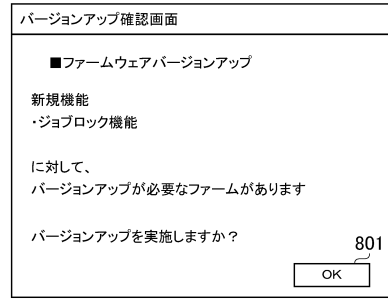 バージョンアップ確認画面
■ファームウェアバージョンアップ
新規機能
・ジョブロック機能
に対して、
バージョンアップが必要なファームがあります
バージョンアップを実施しますか？
801
OK